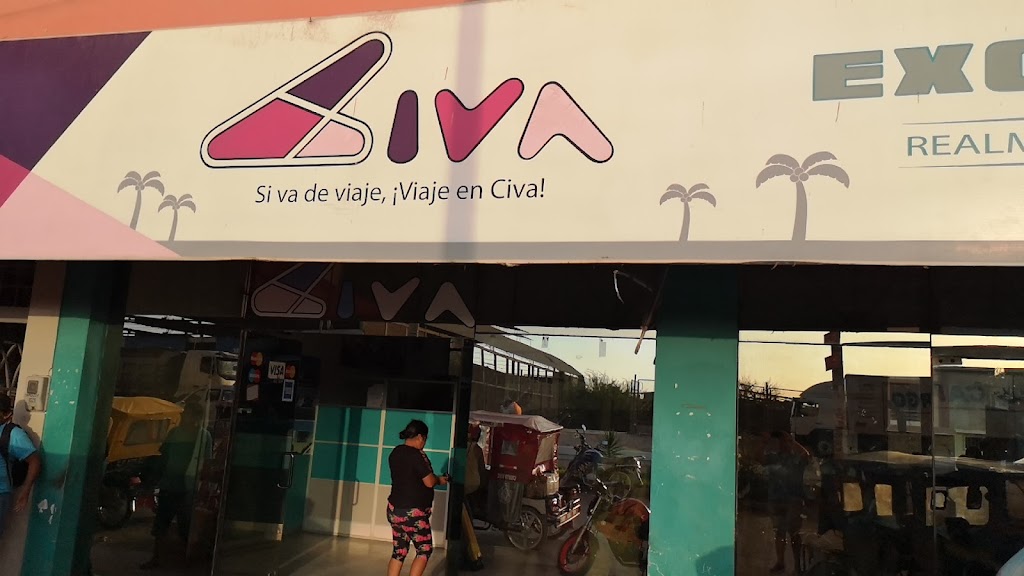 CIVA
EXC
REALM
Si va de viaje, ¡Viaje en Civa!
CIVA
VISA